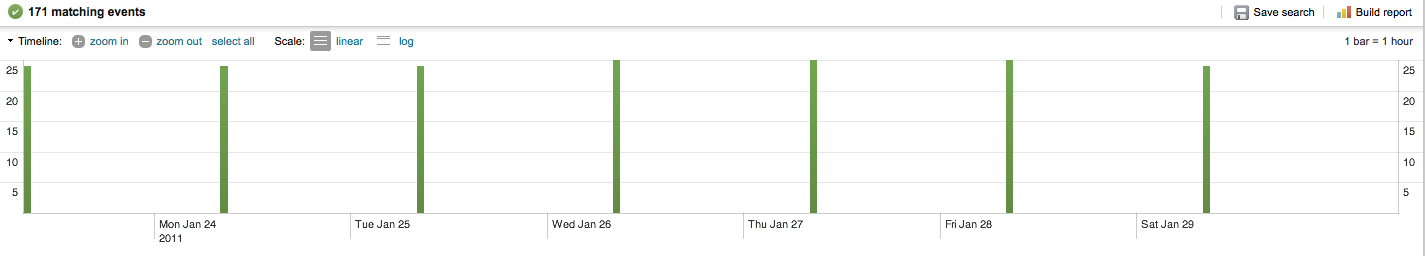 171 matching events Save search Build report
Timeline: zoom in zoom out select all Scale: linear log 1 bar = 1 hour
25 25
20 20
15 15
10 10
5 5
Mon Jan 24 Tue Jan 25 Wed Jan 26 Thu Jan 27 Fri Jan 28 Sat Jan 29
2011